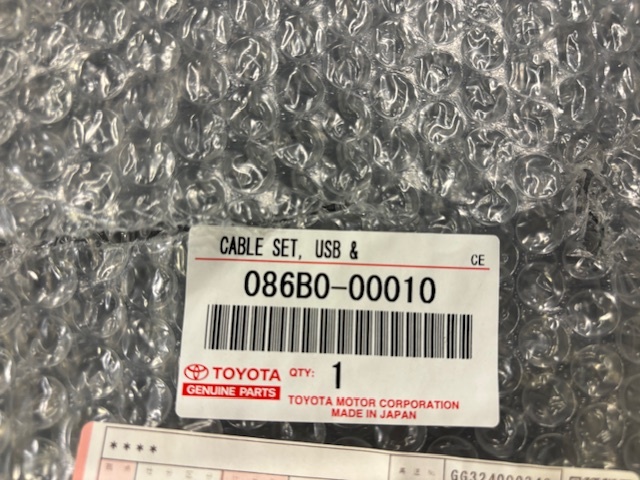 CABLE SET, USB &
CE
086B0-00010
TOYOTA QTY: 1
GENUINE PARTS
TOYOTA MOTOR CORPORATION
MADE IN JAPAN
****